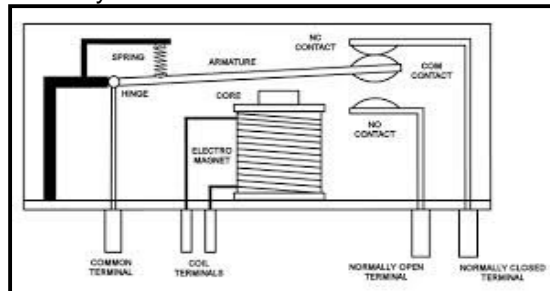 NC
CONTACT
SPRING
ARMATURE
COM
CONTACT
HINGE
CORE
NO
CONTACT
ELECTRO
MAGNET
COMMON
TERMINAL
COIL
TERMINALS
NORMALLY OPEN
TERMINAL
NORMALLY CLOSED
TERMINAL